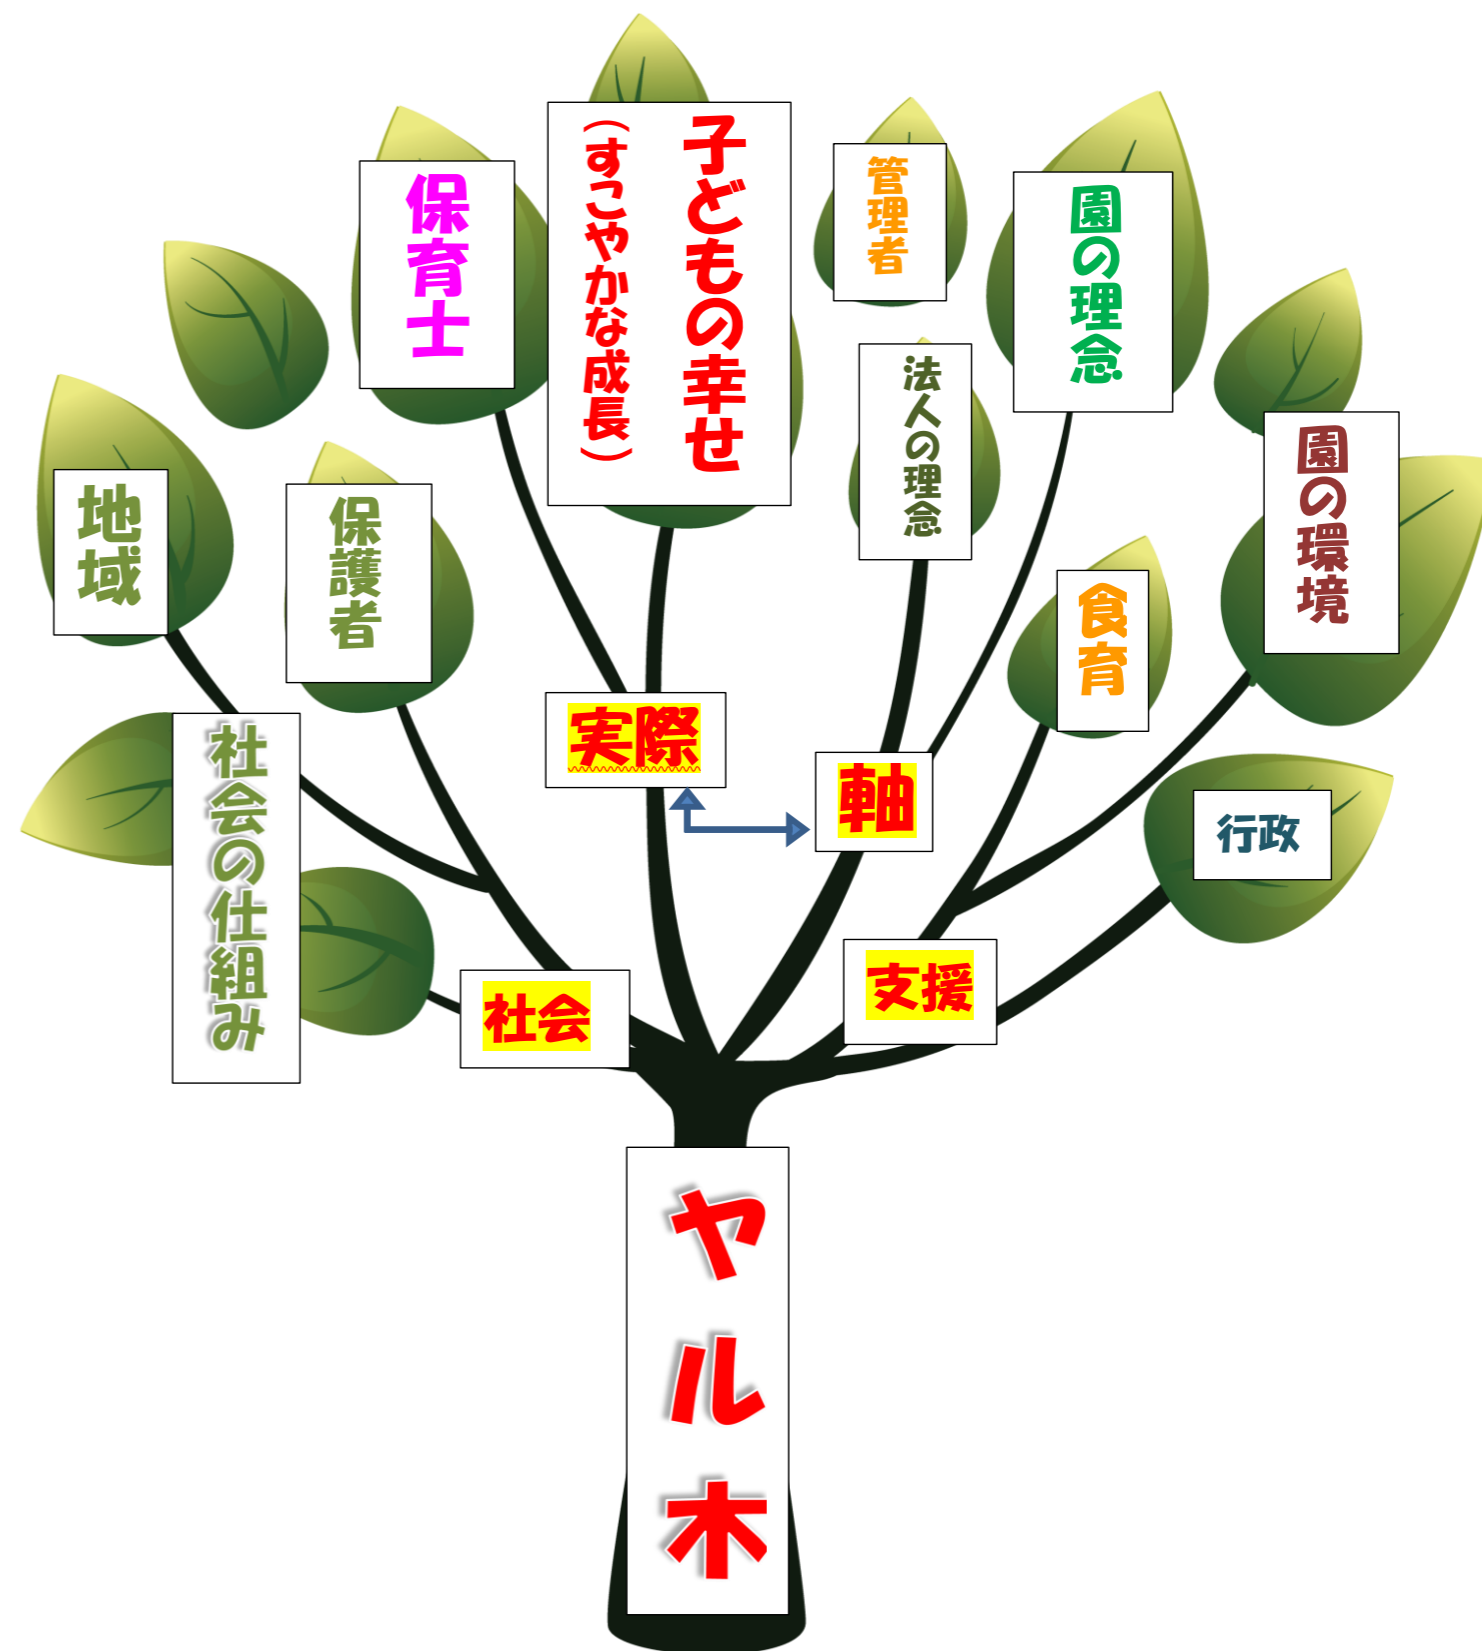 子どもの幸せ
(すこやかな成長)
保育士
管理者
園の理念
法人の理念
園の環境
地域
保護者
食育
実際
軸
行政
社会の仕組み
社会
支援
ヤル木